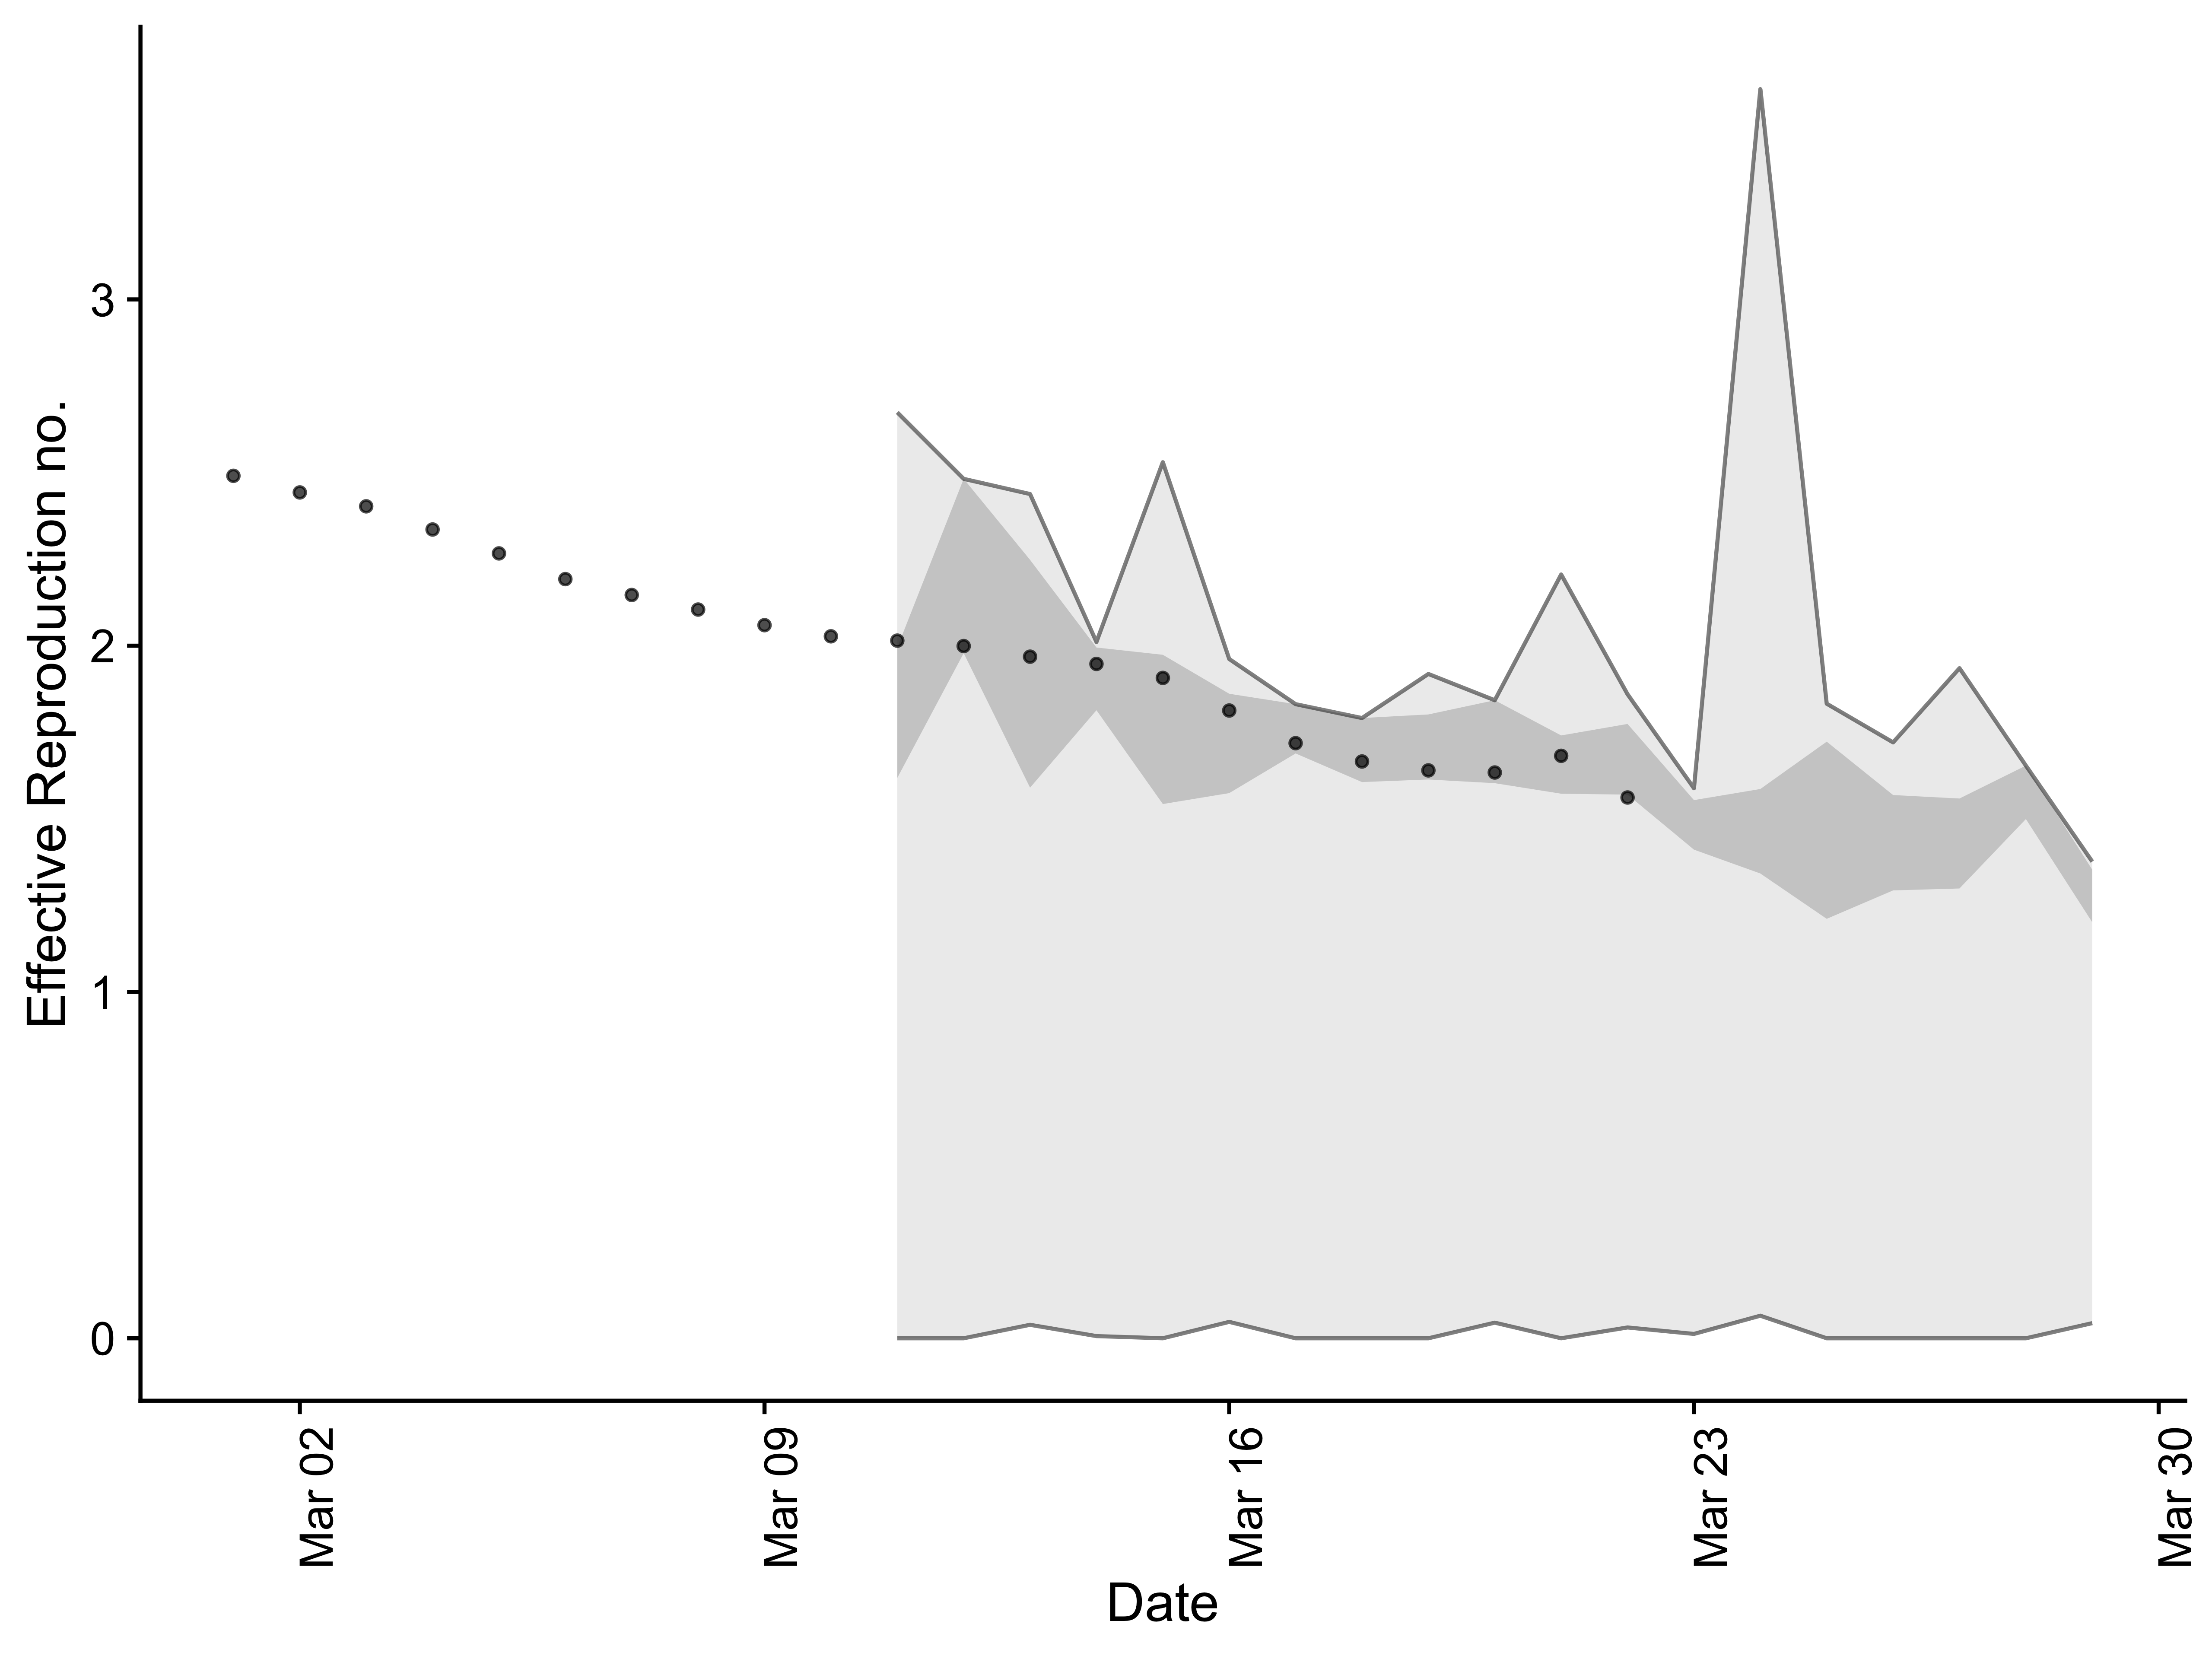 Effective Reproduction no.
3
2
1
0
Mar 02
Mar 09
Mar 16
Mar 23
Mar 30
Date